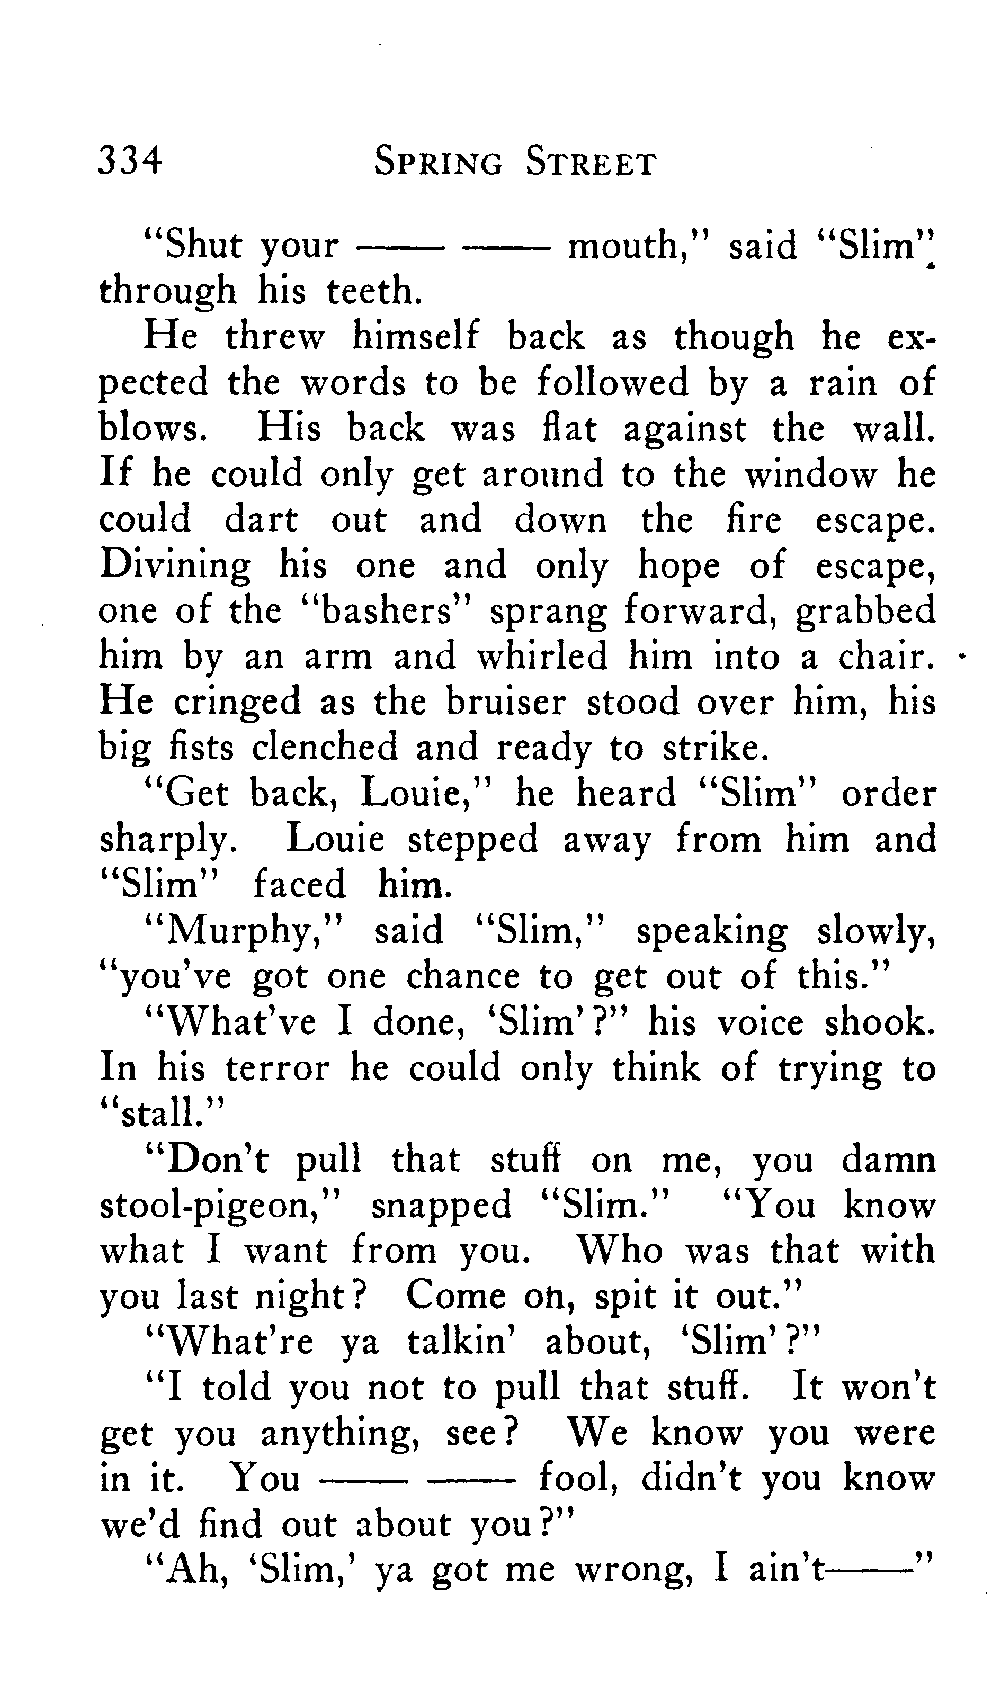 334 SPRING STREET
“Shut your —— —— mouth,” said “Slim”
through his teeth.
He threw himself back as though he ex-
pected the words to be followed by a rain of
blows. His back was flat against the wall.
If he could only get around to the window he
could dart out and down the fire escape.
Divining his one and only hope of escape,
one of the “bashers” sprang forward, grabbed
him by an arm and whirled him into a chair.
He cringed as the bruiser stood over him, his
big fists clenched and ready to strike.
“Get back, Louie,” he heard “Slim” order
sharply. Louie stepped away from him and
“Slim” faced him.
“Murphy,” said “Slim,” speaking slowly,
“you’ve got one chance to get out of this.”
“What’ve I done, ‘Slim’?” his voice shook.
In his terror he could only think of trying to
“stall.”
“Don’t pull that stuff on me, you damn
stool-pigeon,” snapped “Slim.” “You know
what I want from you. Who was that with
you last night? Come on, spit it out.”
“What’re ya talkin’ about, ‘Slim’?”
“I told you not to pull that stuff. It won’t
get you anything, see? We know you were
in it. You —— —— fool, didn’t you know
we’d find out about you?”
“Ah, ‘Slim,’ ya got me wrong, I ain’t——”